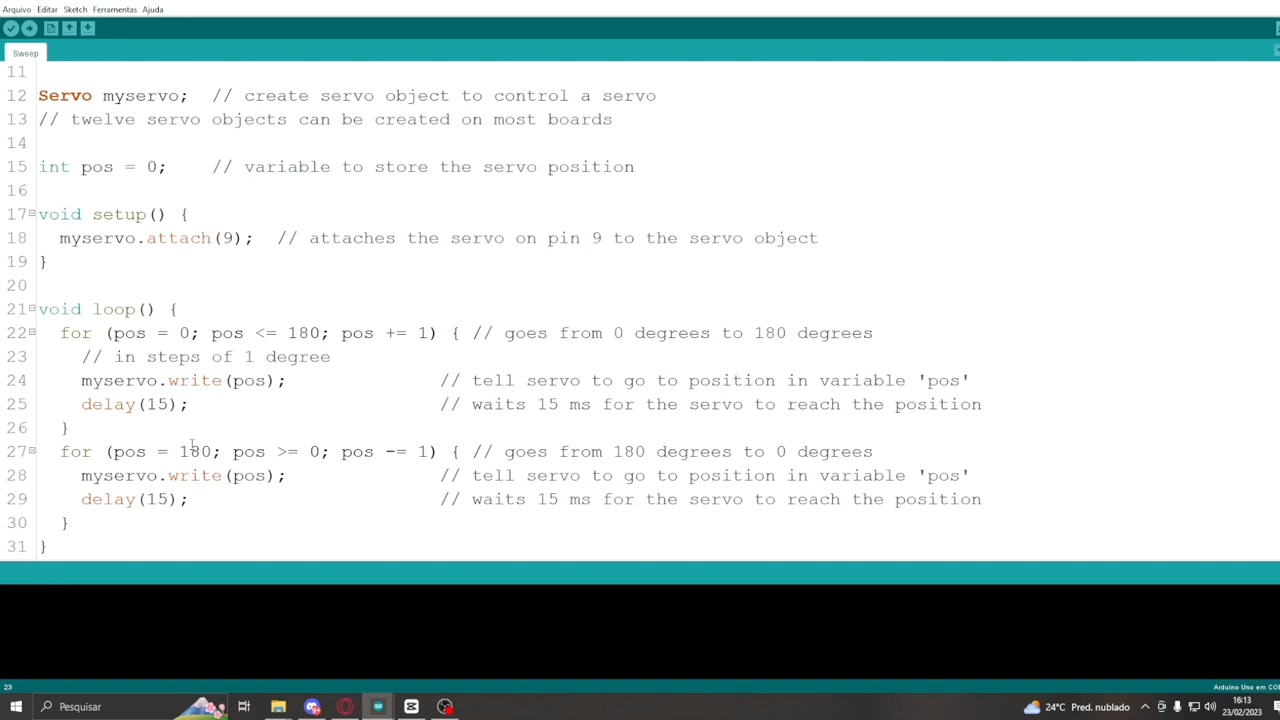 Arquivo Editar Sketch Ferramentas Ajuda
Sweep
11
12 Servo myservo;  // create servo object to control a servo
13 // twelve servo objects can be created on most boards
14
15 int pos = 0;    // variable to store the servo position
16
17 void setup() {
18   myservo.attach(9);  // attaches the servo on pin 9 to the servo object
19 }
20
21 void loop() {
22   for (pos = 0; pos <= 180; pos += 1) { // goes from 0 degrees to 180 degrees
23     // in steps of 1 degree
24     myservo.write(pos);              // tell servo to go to position in variable 'pos'
25     delay(15);                       // waits 15 ms for the servo to reach the position
26   }
27   for (pos = 180; pos >= 0; pos -= 1) { // goes from 180 degrees to 0 degrees
28     myservo.write(pos);              // tell servo to go to position in variable 'pos'
29     delay(15);                       // waits 15 ms for the servo to reach the position
30   }
31 }
23 Arduino Uno em CO
Pesquisar 24°C Pred. nublado 16:13
23/02/2023